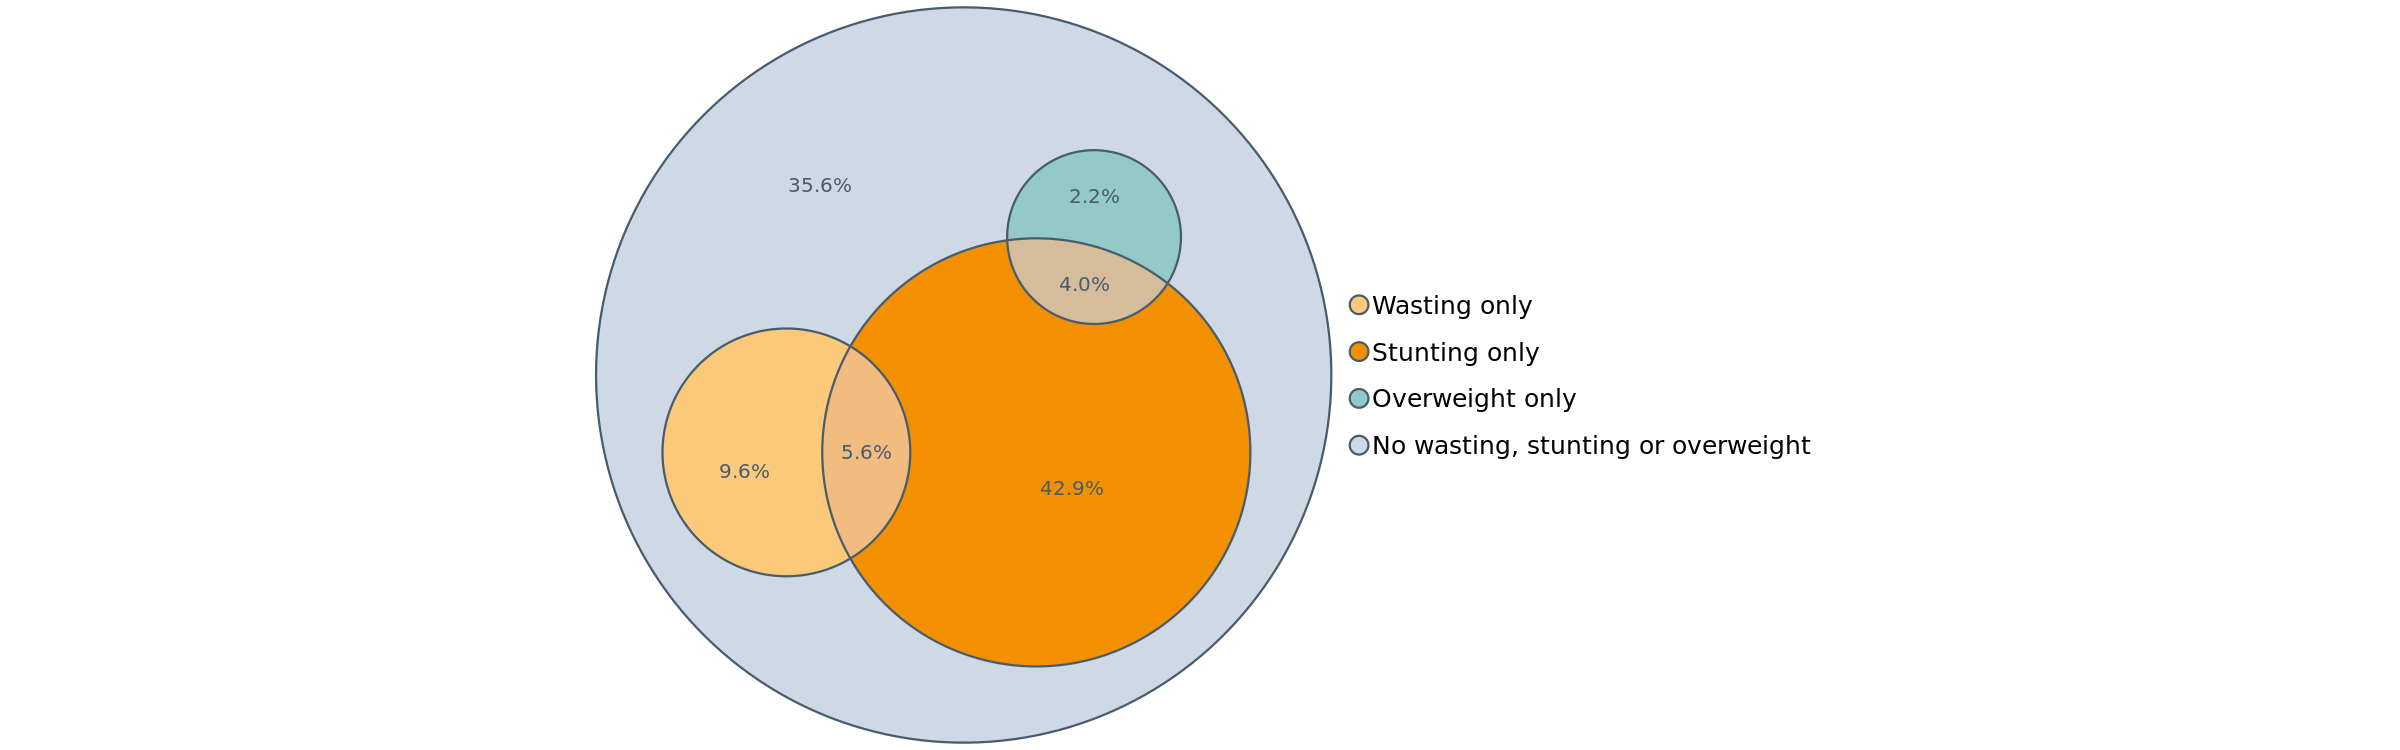 35.6%
2.2%
4.0%
9.6%
5.6%
42.9%
Wasting only
Stunting only
Overweight only
No wasting, stunting or overweight